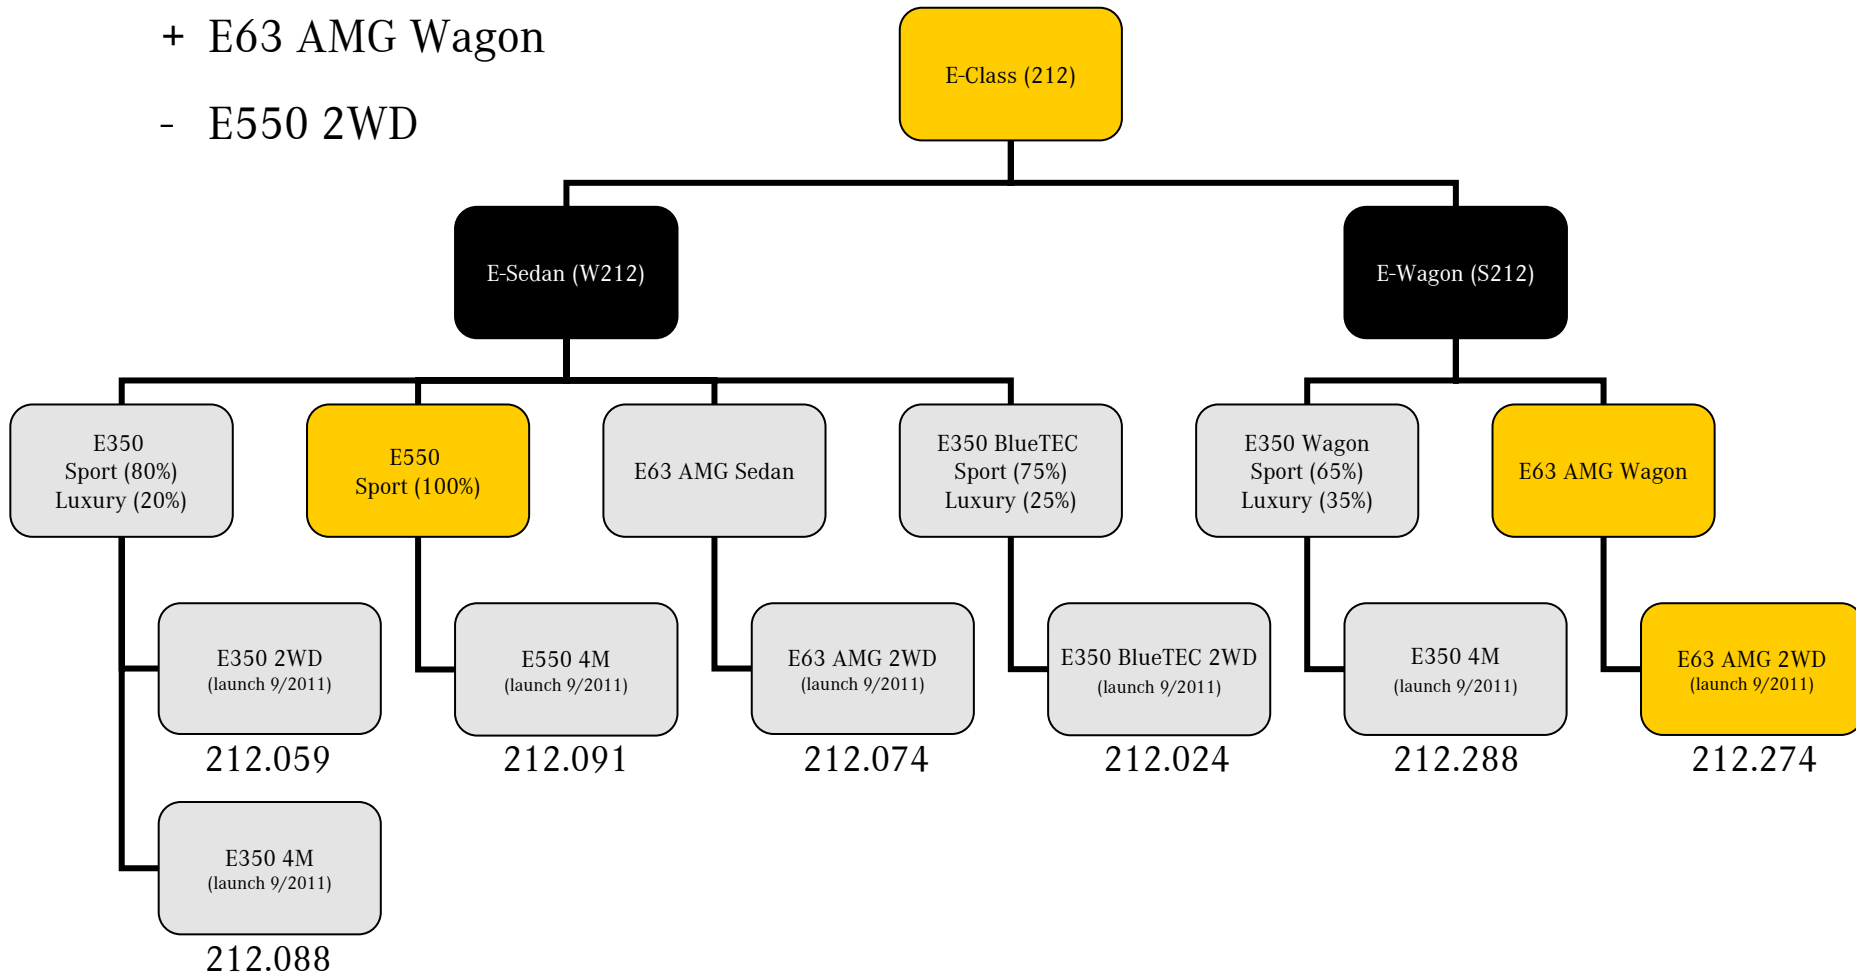 + E63 AMG Wagon
- E550 2WD
E-Class (212)
E-Sedan (W212)
E-Wagon (S212)
E350
Sport (80%)
Luxury (20%)
E550
Sport (100%)
E63 AMG Sedan
E350 BlueTEC
Sport (75%)
Luxury (25%)
E350 Wagon
Sport (65%)
Luxury (35%)
E63 AMG Wagon
E350 2WD
(launch 9/2011)
212.059
E550 4M
(launch 9/2011)
212.091
E63 AMG 2WD
(launch 9/2011)
212.074
E350 BlueTEC 2WD
(launch 9/2011)
212.024
E350 4M
(launch 9/2011)
212.288
E63 AMG 2WD
(launch 9/2011)
212.274
E350 4M
(launch 9/2011)
212.088